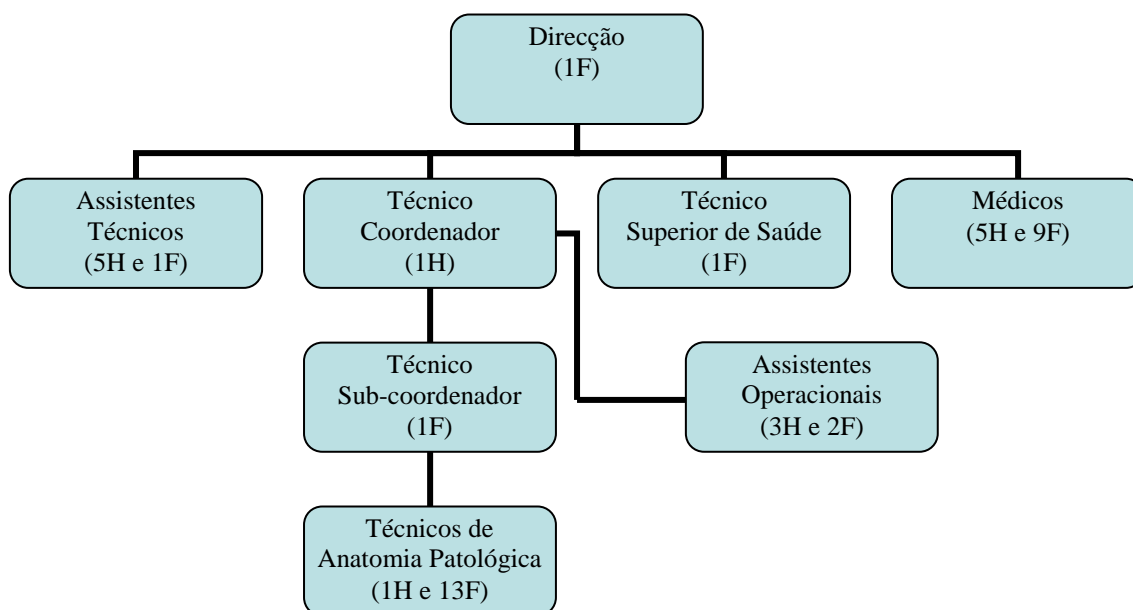 Direcção
(1F)
Assistentes
Técnicos
(5H e 1F)
Técnico
Coordenador
(1H)
Técnico
Superior de Saúde
(1F)
Médicos
(5H e 9F)
Técnico
Sub-coordenador
(1F)
Assistentes
Operacionais
(3H e 2F)
Técnicos de
Anatomia Patológica
(1H e 13F)